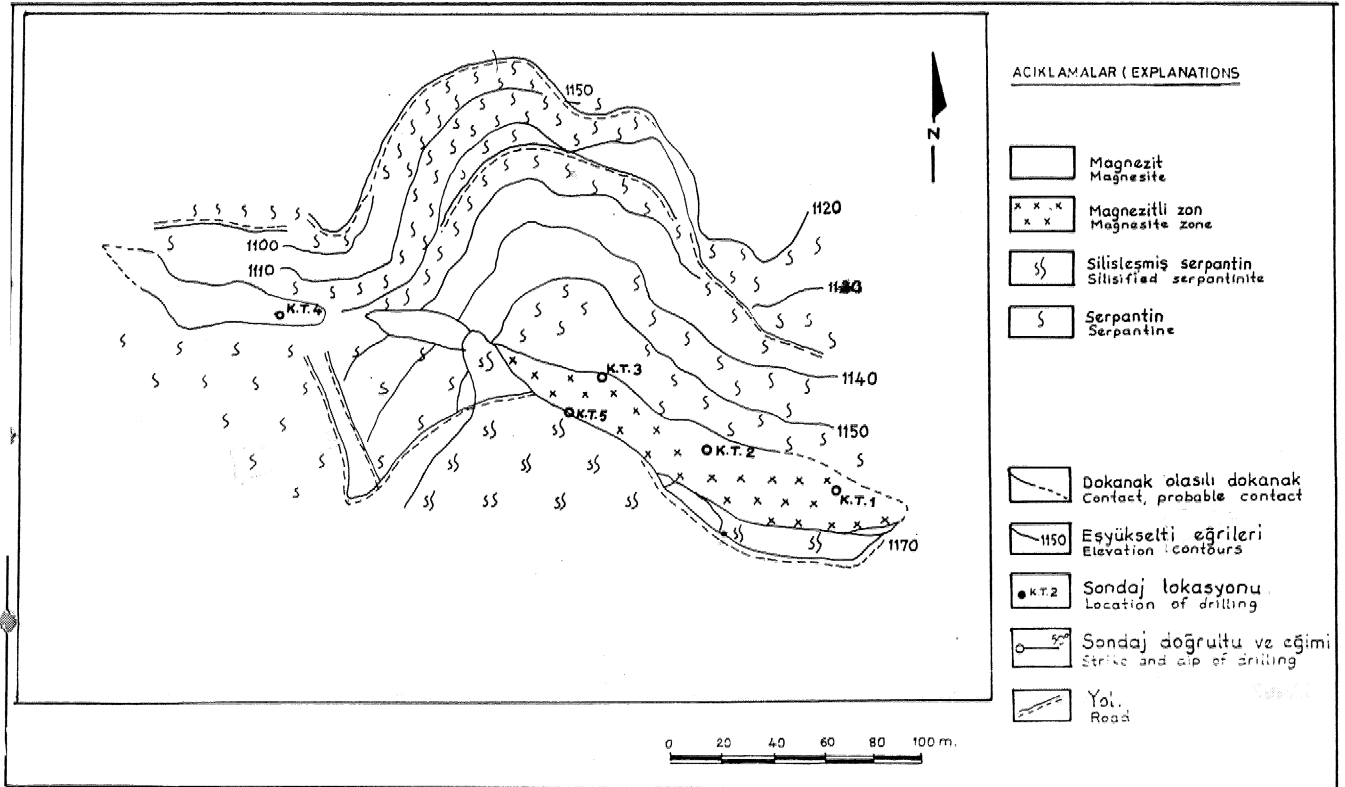 1150
N
1120
1100
1110
K.T.4
K.T.3
1140
K.T.5
1150
K.T.2
K.T.1
1170
ACIKLAMALAR ( EXPLANATIONS
Magnezit
Magnesite
Magnezitli zon
Magnesite zone
Silisleşmiş serpantin
Silisified serpantinite
Serpantin
Serpantine
Dokanak olasılı dokanak
Contact, probable contact
1150
Eşyükselti eğrileri
Elevation contours
K.T.2
Sondaj lokasyonu
Location of drilling
50°
Sondaj doğrultu ve eğimi
Strike and dip of drilling
Yol.
Road
0 20 40 60 80 100 m.